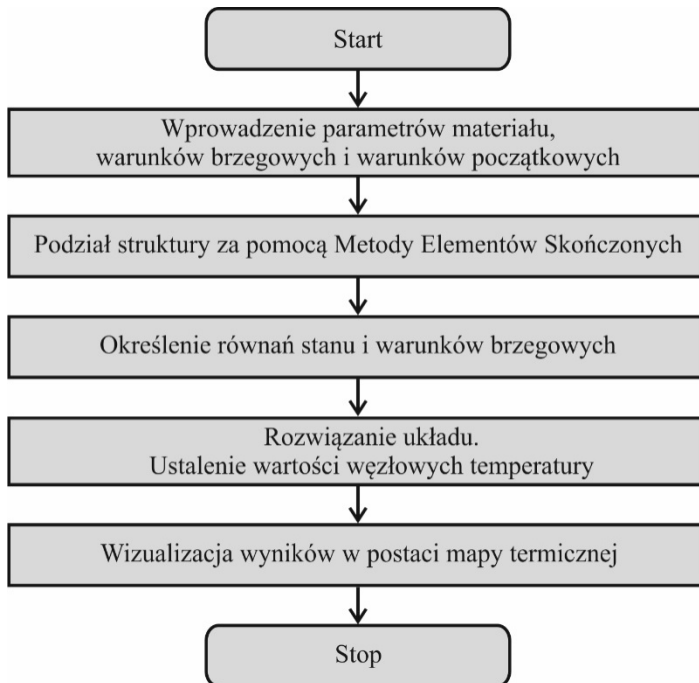 Start
Wprowadzenie parametrów materiału,
warunków brzegowych i warunków początkowych
Podział struktury za pomocą Metody Elementów Skończonych
Określenie równań stanu i warunków brzegowych
Rozwiązanie układu.
Ustalenie wartości węzłowych temperatury
Wizualizacja wyników w postaci mapy termicznej
Stop